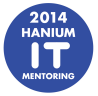 2014
HANIUM
IT
MENTORING